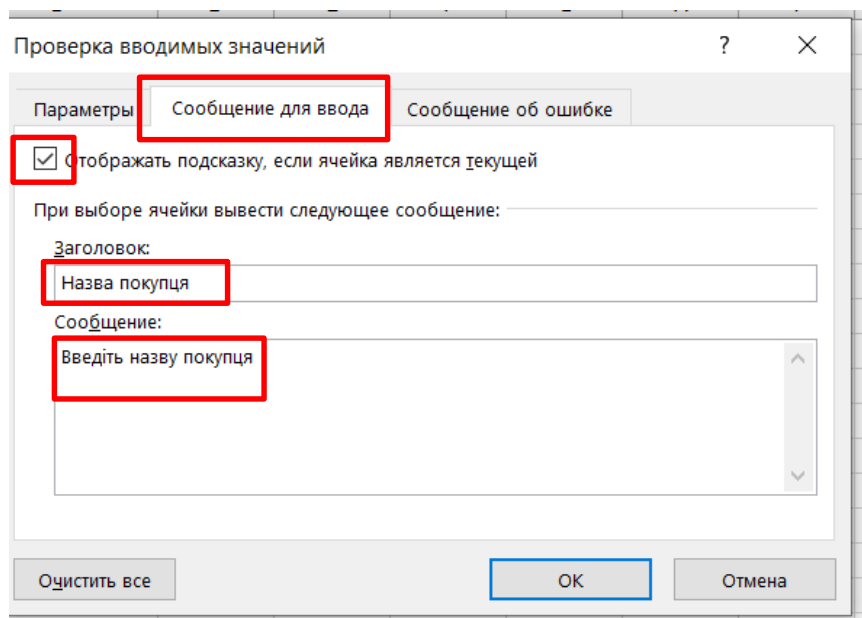 Проверка вводимых значений
?
Параметры Сообщение для ввода Сообщение об ошибке
Отображать подсказку, если ячейка является текущей
При выборе ячейки вывести следующее сообщение:
Заголовок:
Назва покупця
Сообщение:
Введіть назву покупця
Очистить все ОК Отмена